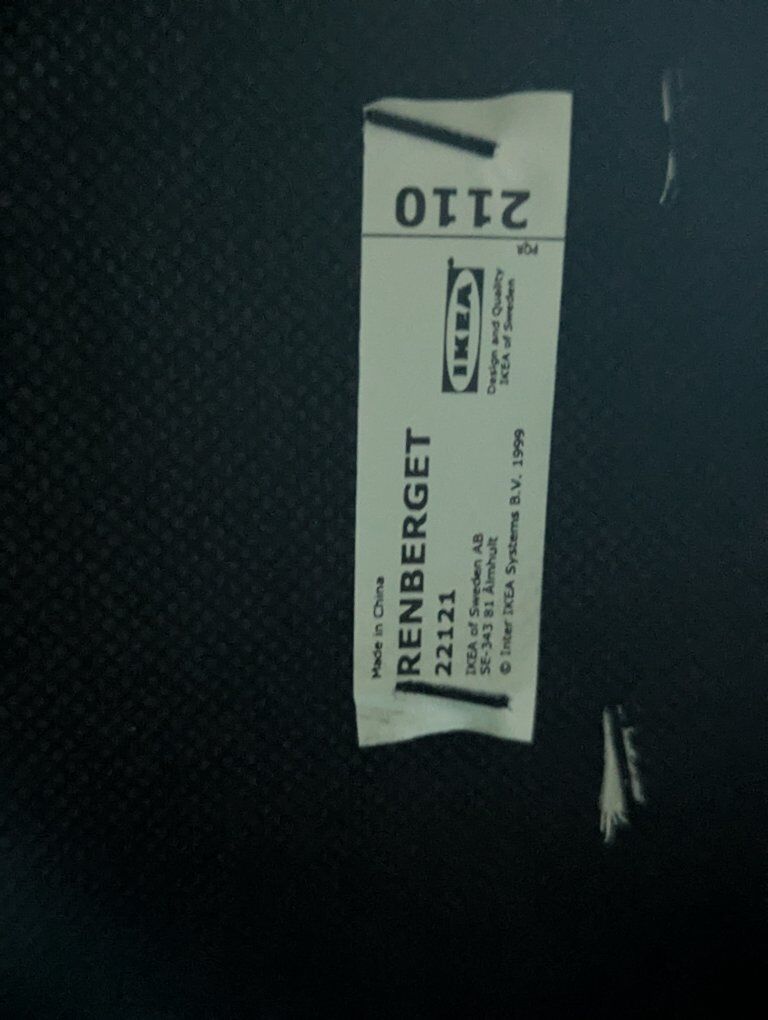 Made in China
RENBERGET
22121
IKEA of Sweden AB
SE-343 81 Älmhult
© Inter IKEA Systems B.V. 1999
IKEA
Design and Quality
IKEA of Sweden
2110